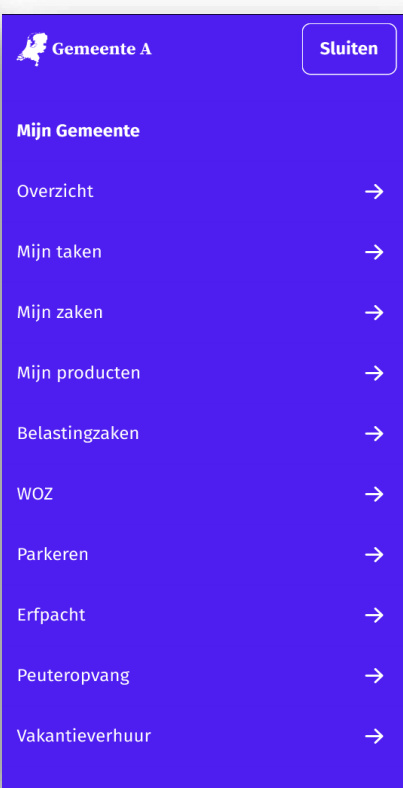 Gemeente A
Sluiten
Mijn Gemeente
Overzicht
Mijn taken
Mijn zaken
Mijn producten
Belastingzaken
WOZ
Parkeren
Erfpacht
Peuteropvang
Vakantieverhuur